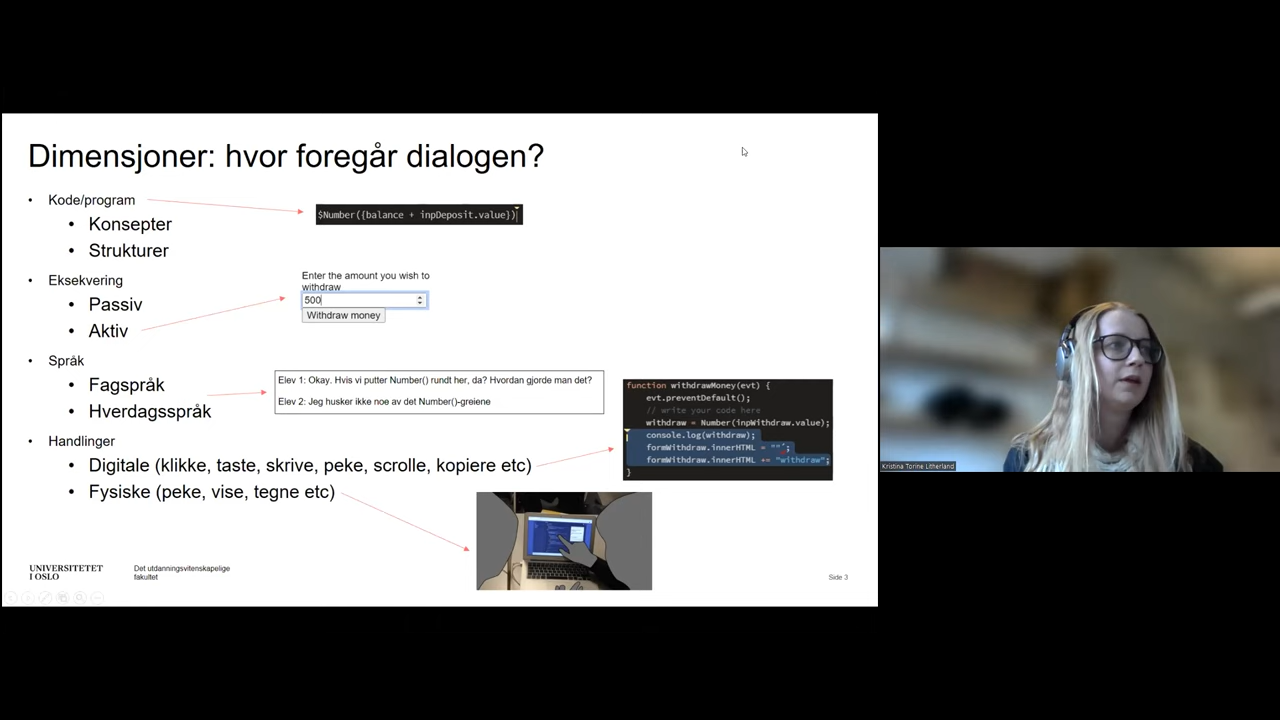 Dimensjoner: hvor foregår dialogen?
• Kode/program
• Konsepter
• Strukturer
$Number({balance + inpDeposit.value})
• Eksekvering
• Passiv
• Aktiv
Enter the amount you wish to
withdraw
500
Withdraw money
• Språk
• Fagspråk
• Hverdagsspråk
Elev 1: Okay. Hvis vi putter Number() rundt her, da? Hvordan gjorde man det?
Elev 2: Jeg husker ikke noe av det Number()-greiene
• Handlinger
• Digitale (klikke, taste, skrive, peke, scrolle, kopiere etc)
• Fysiske (peke, vise, tegne etc)
function withdrawMoney(evt) {
evt.preventDefault();
// write your code here
withdraw = Number(inpWithdraw.value);
console.log(withdraw);
formWithdraw.innerHTML = "";
formWithdraw.innerHTML += "withdraw";
}
UNIVERSITETET
I OSLO
Det utdanningsvitenskapelige
fakultet
Side 3
Kristina Torine Litherland